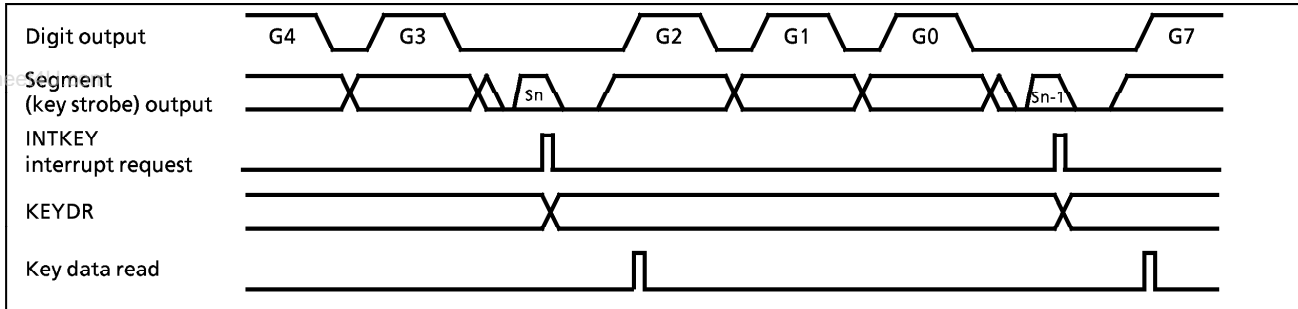 Digit output
G4 G3 G2 G1 G0 G7
Segment
(key strobe) output
Sn Sn-1
INTKEY
interrupt request
KEYDR
Key data read